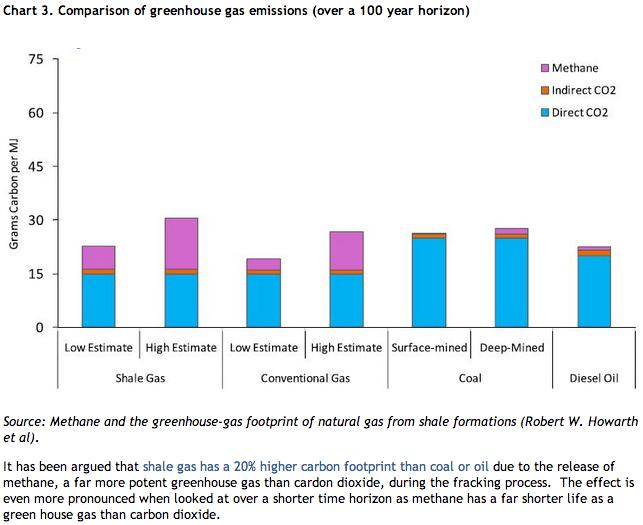 Chart 3. Comparison of greenhouse gas emissions (over a 100 year horizon)
75
60
45
30
15
0
Grams Carbon per MJ
Methane
Indirect CO2
Direct CO2
Low Estimate High Estimate Low Estimate High Estimate Surface-mined Deep-Mined
Shale Gas Conventional Gas Coal Diesel Oil
Source: Methane and the greenhouse-gas footprint of natural gas from shale formations (Robert W. Howarth
et al).
It has been argued that shale gas has a 20% higher carbon footprint than coal or oil due to the release of
methane, a far more potent greenhouse gas than cardon dioxide, during the fracking process. The effect is
even more pronounced when looked at over a shorter time horizon as methane has a far shorter life as a
green house gas than carbon dioxide.